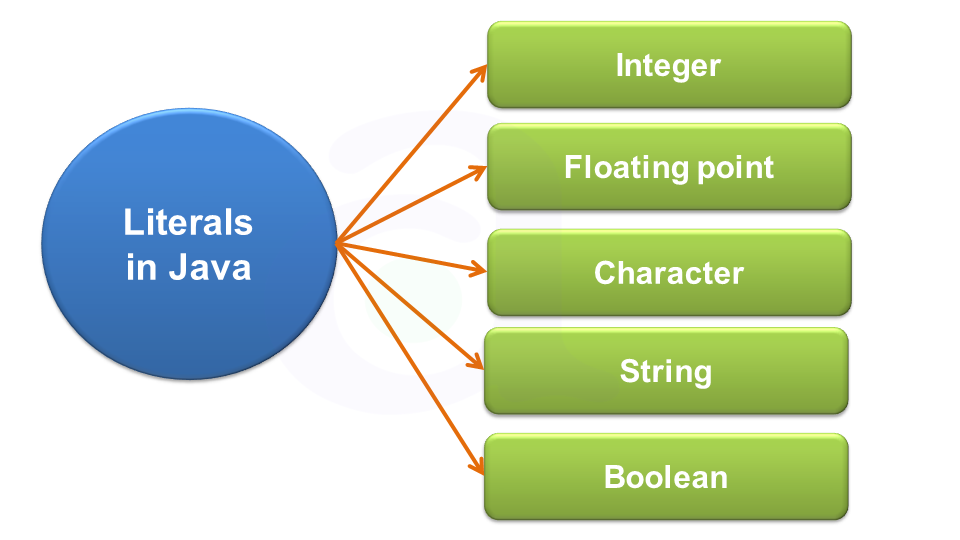 Literals
in Java
Integer
Floating point
Character
String
Boolean